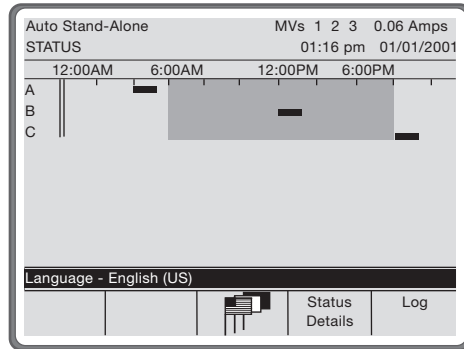 Auto Stand-Alone MVs 1 2 3 0.06 Amps
STATUS 01:16 pm 01/01/2001
12:00AM 6:00AM 12:00PM 6:00PM
A
B
C
Language - English (US)
Status Details
Log